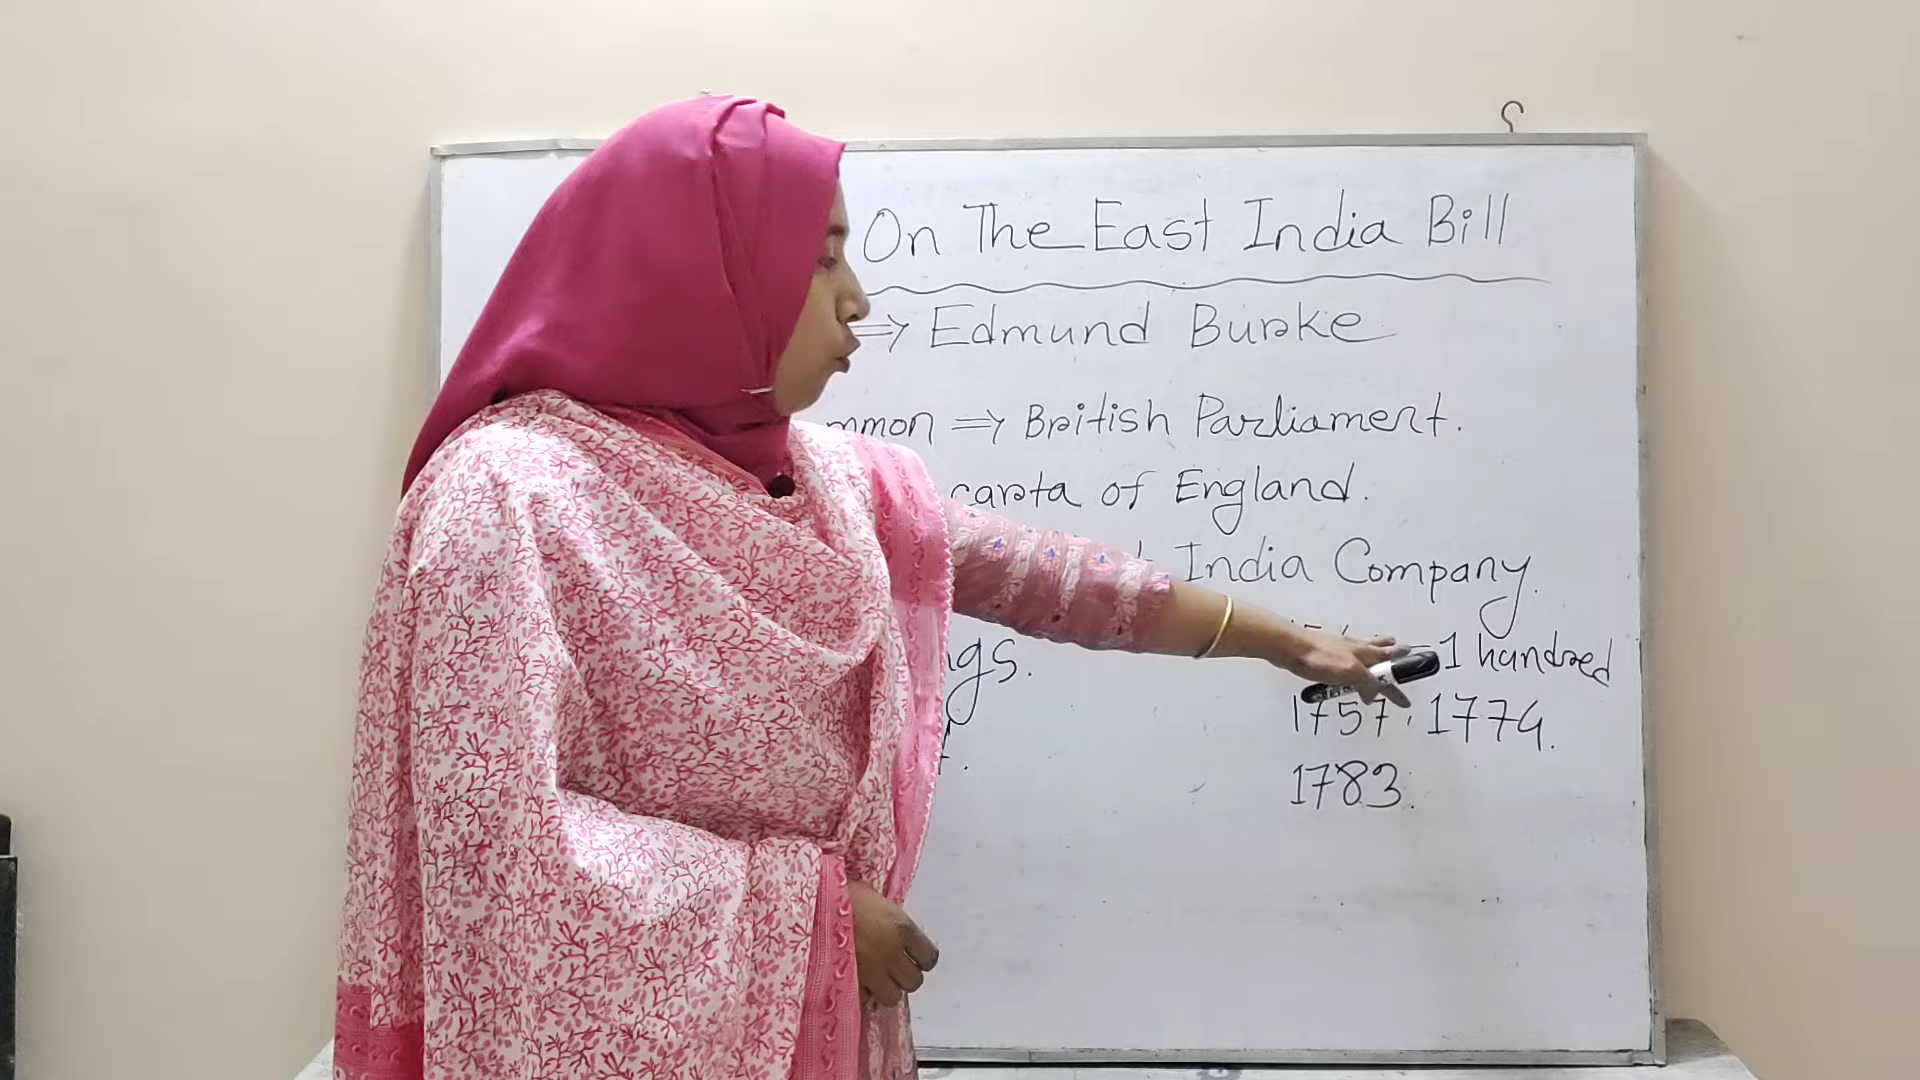 On The East India Bill
⇒ Edmund Burke
mmon ⇒ British Parliament.
carta of England.
India Company.
1 hundred
ngs.
1757, 1774.
1783.